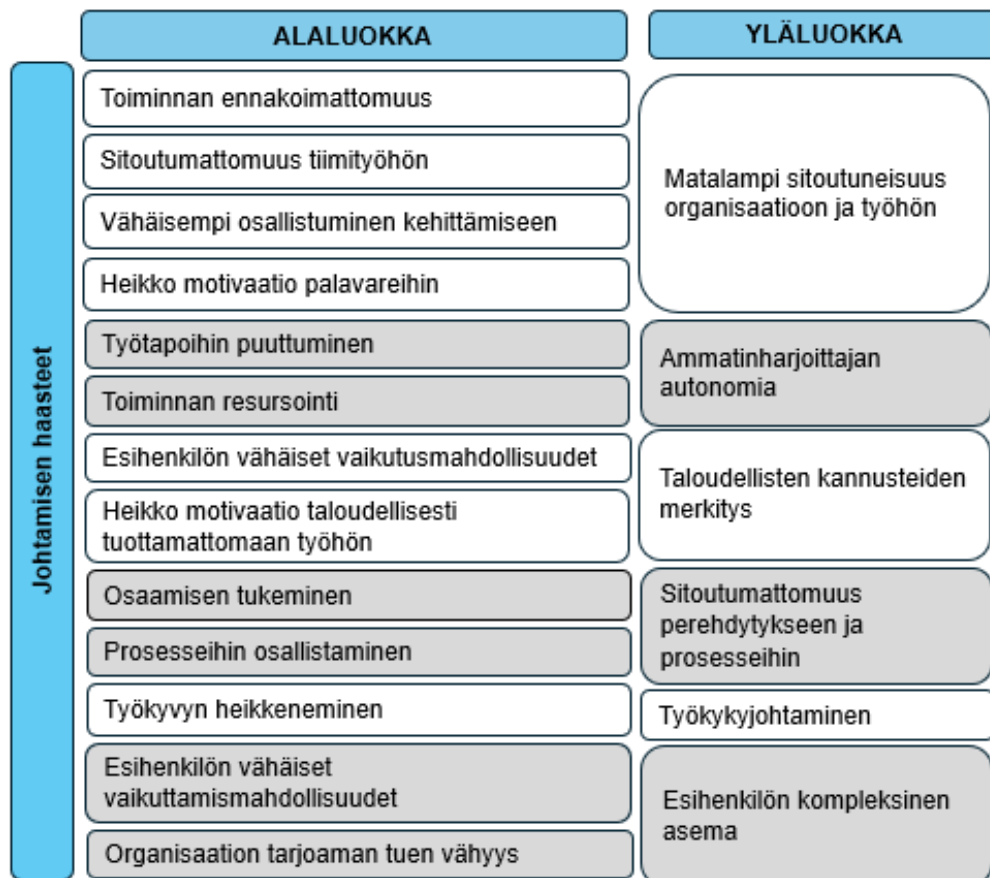 ALALUOKKA
YLÄLUOKKA
Johtamisen haasteet
Toiminnan ennakoimattomuus
Sitoutumattomuus tiimityöhön
Vähäisempi osallistuminen kehittämiseen
Heikko motivaatio palavareihin
Matalampi sitoutuneisuus
organisaatioon ja työhön
Työtapoihin puuttuminen
Toiminnan resursointi
Ammatinharjoittajan
autonomia
Esihenkilön vähäiset vaikutusmahdollisuudet
Heikko motivaatio taloudellisesti
tuottamattomaan työhön
Taloudellisten kannusteiden
merkitys
Osaamisen tukeminen
Prosesseihin osallistaminen
Sitoutumattomuus
perehdytykseen ja
prosesseihin
Työkyvyn heikkeneminen
Työkykyjohtaminen
Esihenkilön vähäiset
vaikuttamismahdollisuudet
Organisaation tarjoaman tuen vähyys
Esihenkilön kompleksinen
asema